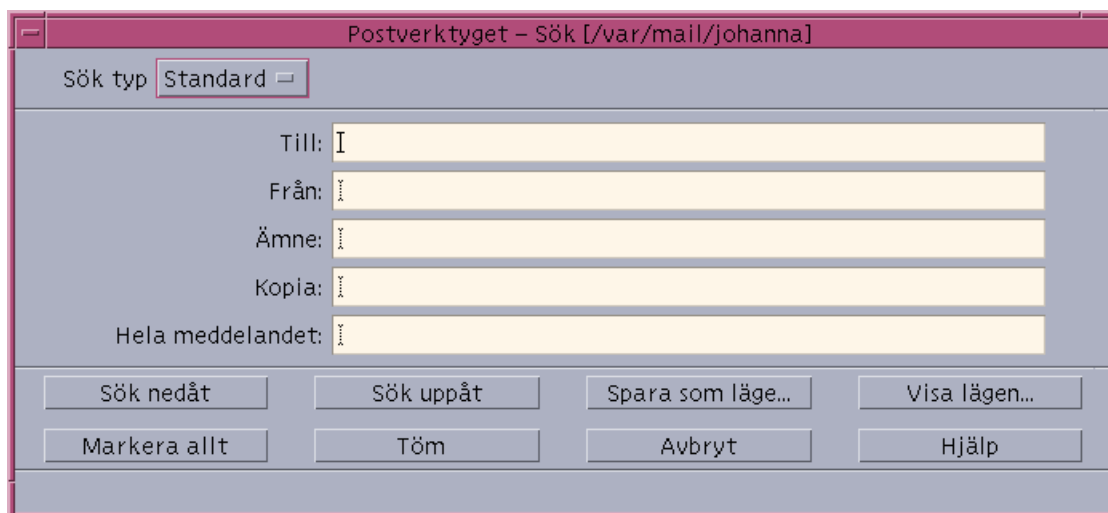 Postverktyget – Sök [/var/mail/johanna]
Sök typ Standard
Till:
Från:
Ämne:
Kopia:
Hela meddelandet:
Sök nedåt Sök uppåt Spara som läge... Visa lägen...
Markera allt Töm Avbryt Hjälp